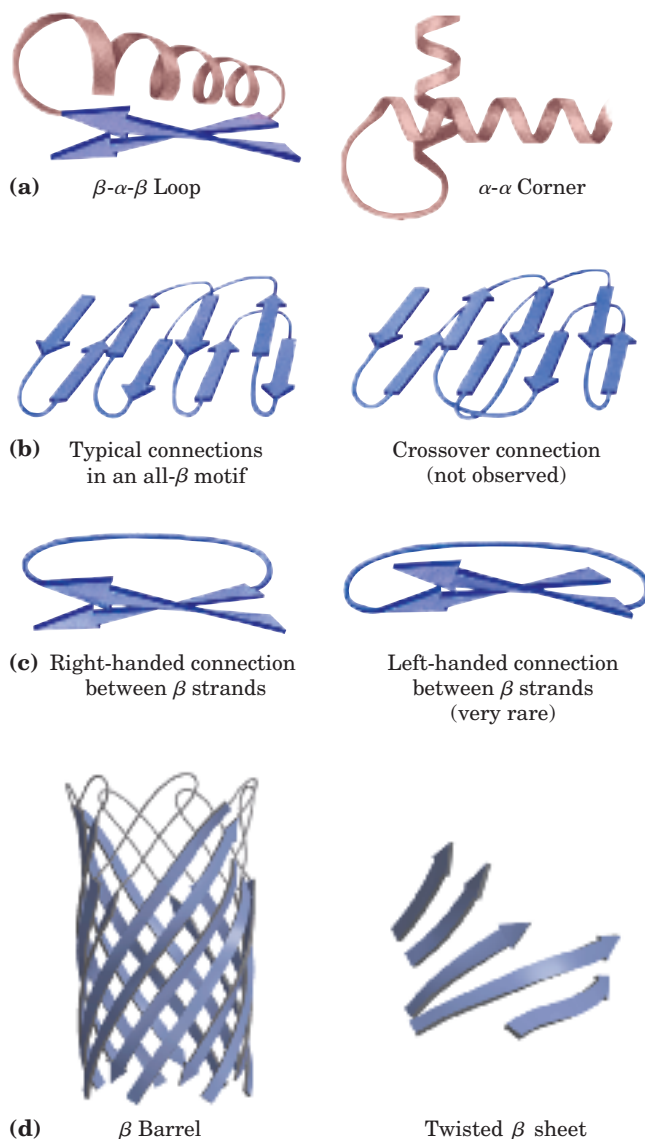 (a) β-α-β Loop
α-α Corner
(b) Typical connections
in an all-β motif
Crossover connection
(not observed)
(c) Right-handed connection
between β strands
Left-handed connection
between β strands
(very rare)
(d) β Barrel
Twisted β sheet